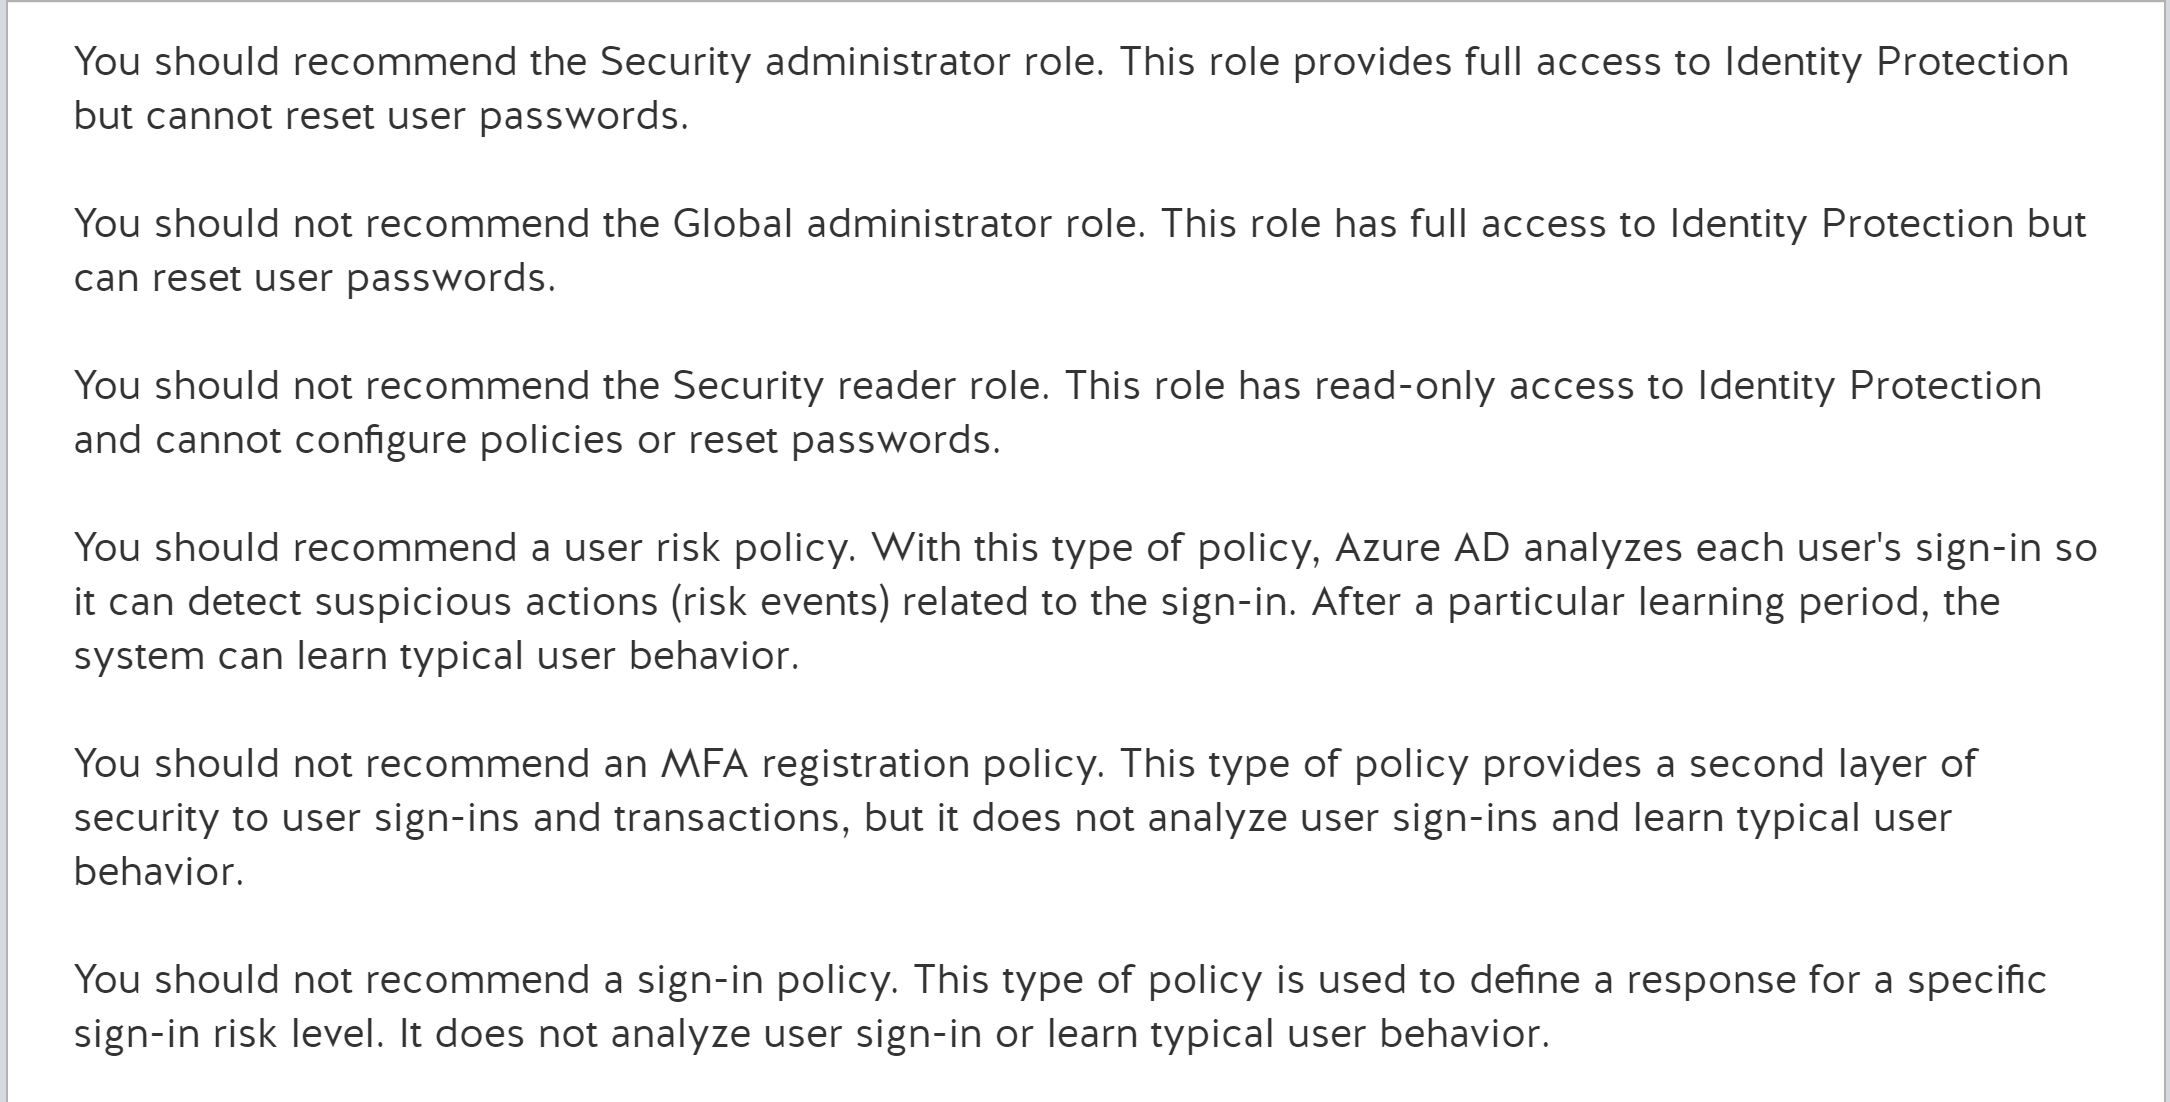 You should recommend the Security administrator role. This role provides full access to Identity Protection
but cannot reset user passwords.
You should not recommend the Global administrator role. This role has full access to Identity Protection but
can reset user passwords.
You should not recommend the Security reader role. This role has read-only access to Identity Protection
and cannot configure policies or reset passwords.
You should recommend a user risk policy. With this type of policy, Azure AD analyzes each user's sign-in so
it can detect suspicious actions (risk events) related to the sign-in. After a particular learning period, the
system can learn typical user behavior.
You should not recommend an MFA registration policy. This type of policy provides a second layer of
security to user sign-ins and transactions, but it does not analyze user sign-ins and learn typical user
behavior.
You should not recommend a sign-in policy. This type of policy is used to define a response for a specific
sign-in risk level. It does not analyze user sign-in or learn typical user behavior.